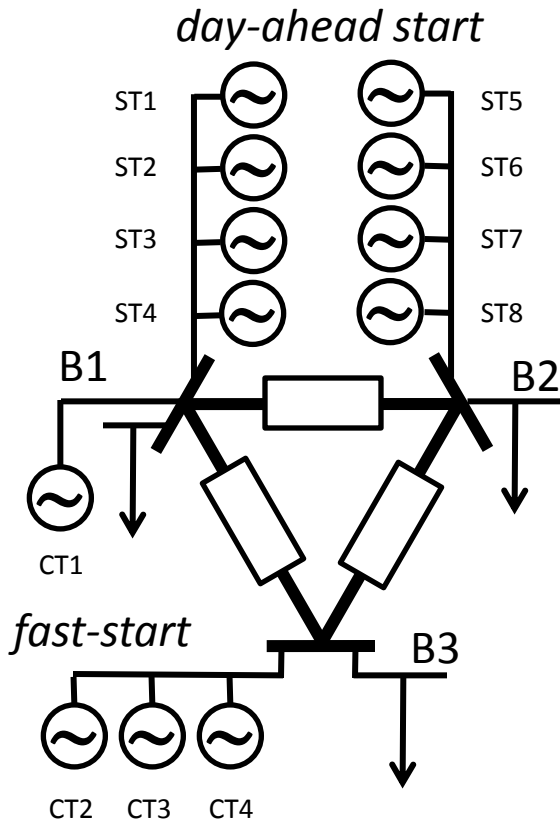 day-ahead start
ST1
ST5
ST2
ST6
ST3
ST7
ST4
ST8
B1
B2
CT1
fast-start
B3
CT2
CT3
CT4